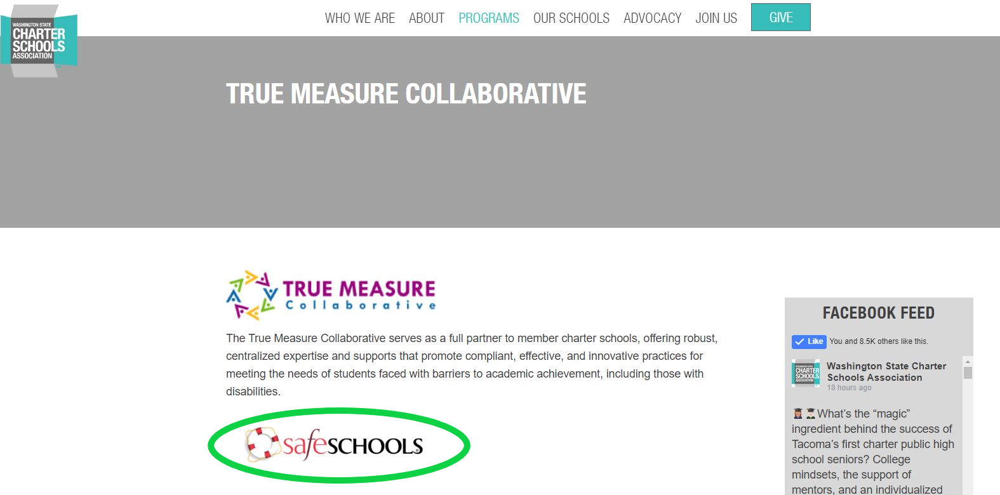 WASHINGTON STATE
CHARTER
SCHOOLS
ASSOCIATION
WHO WE ARE ABOUT PROGRAMS OUR SCHOOLS ADVOCACY JOIN US GIVE
TRUE MEASURE COLLABORATIVE
TRUE MEASURE
Collaborative
The True Measure Collaborative serves as a full partner to member charter schools, offering robust,
centralized expertise and supports that promote compliant, effective, and innovative practices for
meeting the needs of students faced with barriers to academic achievement, including those with
disabilities.
safeSCHOOLS®
FACEBOOK FEED
Like You and 8.5K others like this.
WASHINGTON STATE
CHARTER
SCHOOLS
ASSOCIATION
Washington State Charter
Schools Association
18 hours ago
What’s the “magic”
ingredient behind the success of
Tacoma’s first charter public high
school seniors? College
mindsets, the support of
mentors, and an individualized